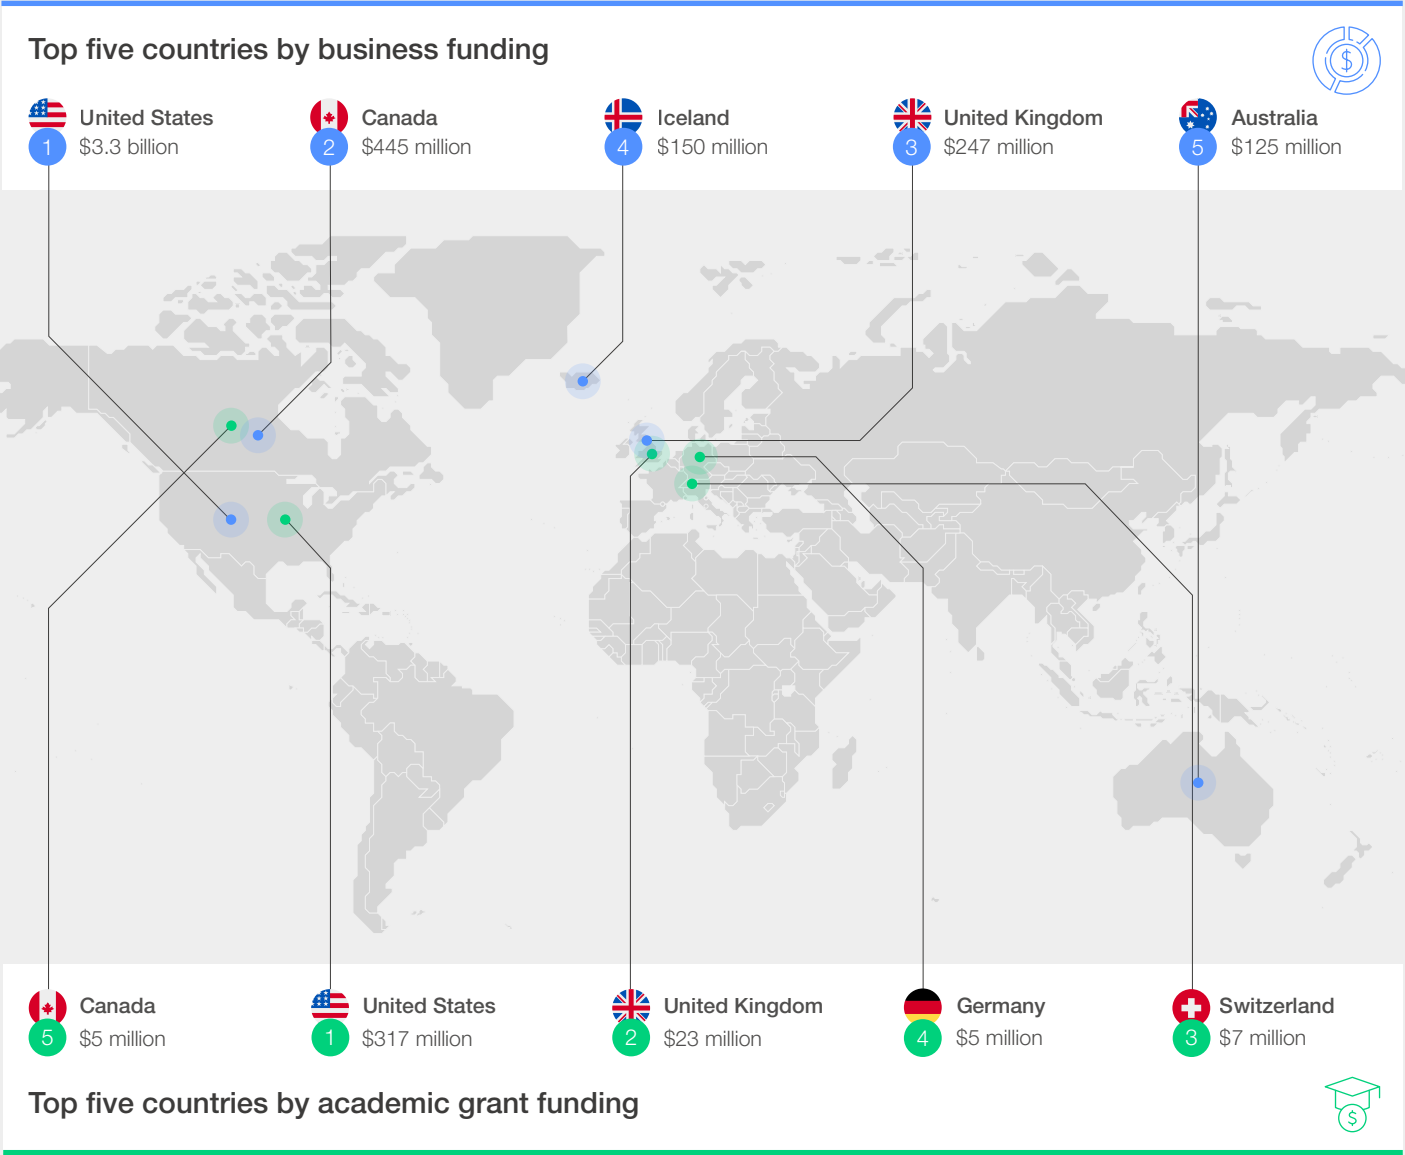 Top five countries by business funding
$
United States
1
$3.3 billion
Canada
2
$445 million
Iceland
4
$150 million
United Kingdom
3
$247 million
Australia
5
$125 million
Canada
5
$5 million
United States
1
$317 million
United Kingdom
2
$23 million
Germany
4
$5 million
Switzerland
3
$7 million
Top five countries by academic grant funding
$